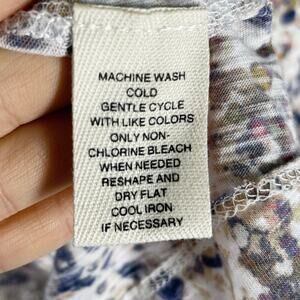 MACHINE WASH
COLD
GENTLE CYCLE
WITH LIKE COLORS
ONLY NON-
CHLORINE BLEACH
WHEN NEEDED
RESHAPE AND
DRY FLAT
COOL IRON
IF NECESSARY